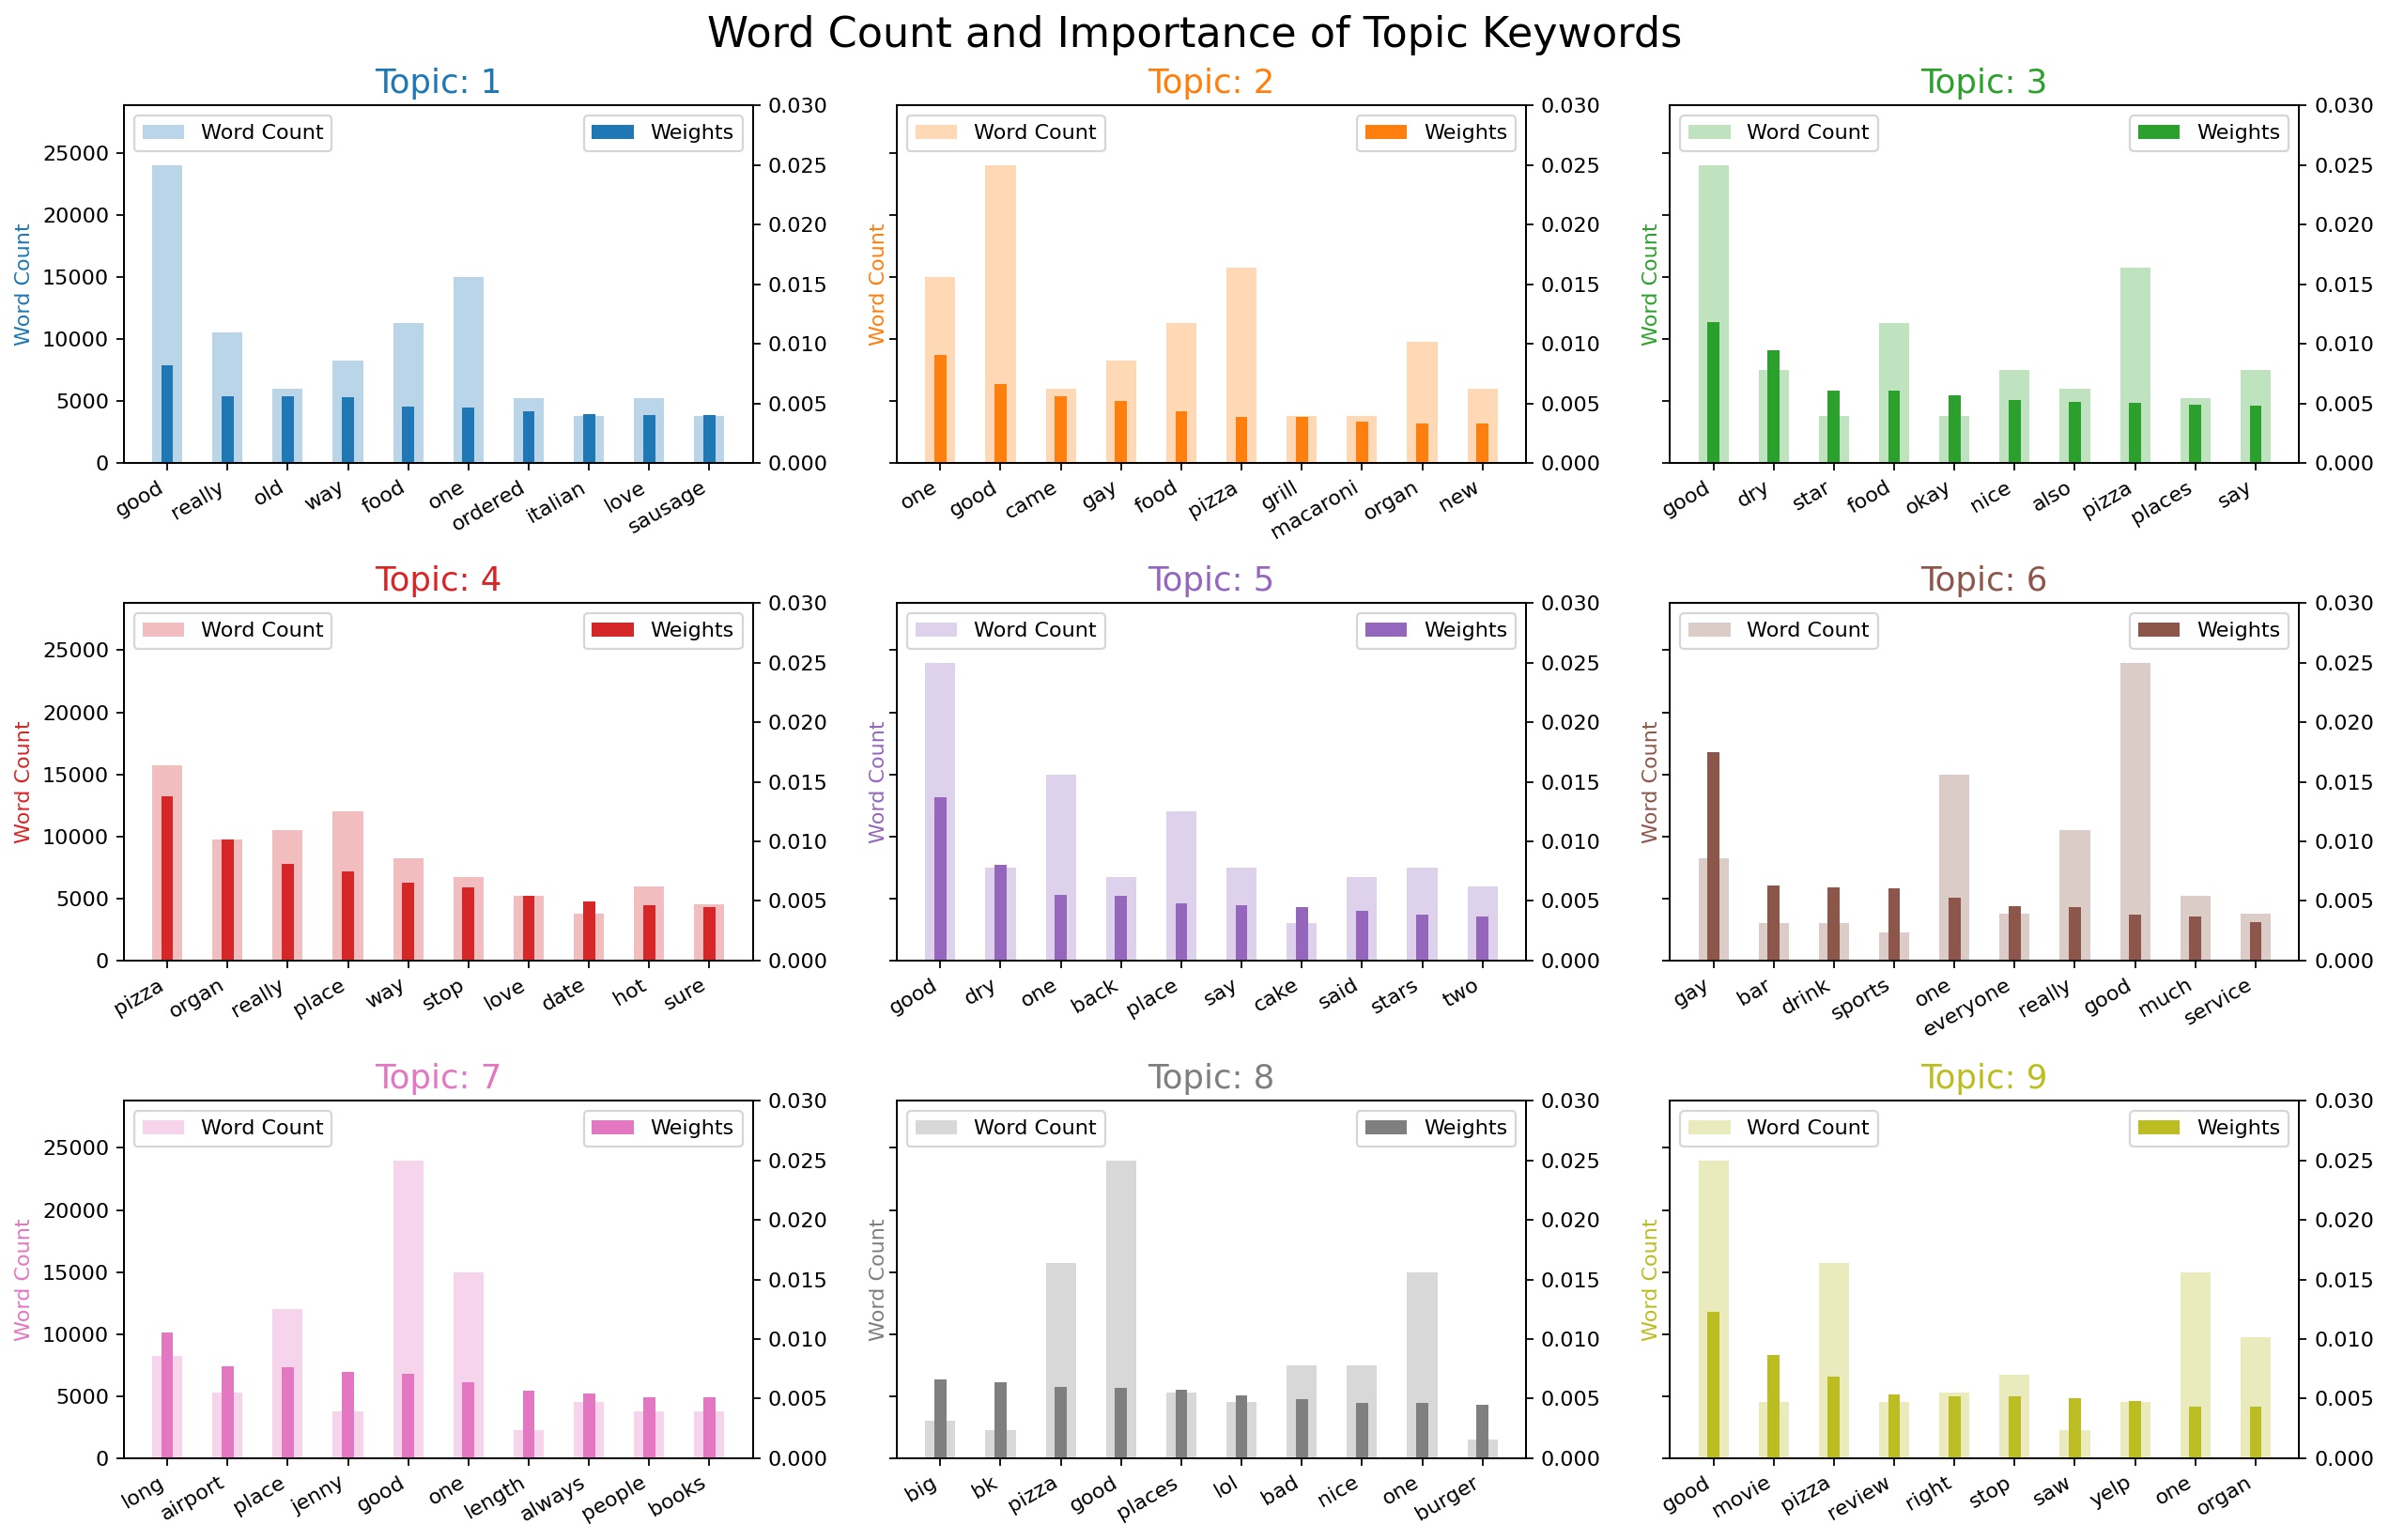 Word Count and Importance of Topic Keywords
Topic: 1
Word Count
Weights
Word Count
25000
20000
15000
10000
5000
0
0.030
0.025
0.020
0.015
0.010
0.005
0.000
good really old way food one ordered italian love sausage
Topic: 2
Word Count
Weights
Word Count
0.030
0.025
0.020
0.015
0.010
0.005
0.000
one good came gay food pizza grill macaroni organ new
Topic: 3
Word Count
Weights
Word Count
0.030
0.025
0.020
0.015
0.010
0.005
0.000
good dry star food okay nice also pizza places say
Topic: 4
Word Count
Weights
Word Count
25000
20000
15000
10000
5000
0
0.030
0.025
0.020
0.015
0.010
0.005
0.000
pizza organ really place way stop love date hot sure
Topic: 5
Word Count
Weights
Word Count
0.030
0.025
0.020
0.015
0.010
0.005
0.000
good dry one back place say cake said stars two
Topic: 6
Word Count
Weights
Word Count
0.030
0.025
0.020
0.015
0.010
0.005
0.000
gay bar drink sports one everyone really good much service
Topic: 7
Word Count
Weights
Word Count
25000
20000
15000
10000
5000
0
0.030
0.025
0.020
0.015
0.010
0.005
0.000
long airport place jenny good one length always people books
Topic: 8
Word Count
Weights
Word Count
0.030
0.025
0.020
0.015
0.010
0.005
0.000
big bk pizza good places lol bad nice one burger
Topic: 9
Word Count
Weights
Word Count
0.030
0.025
0.020
0.015
0.010
0.005
0.000
good movie pizza review right stop saw yelp one organ